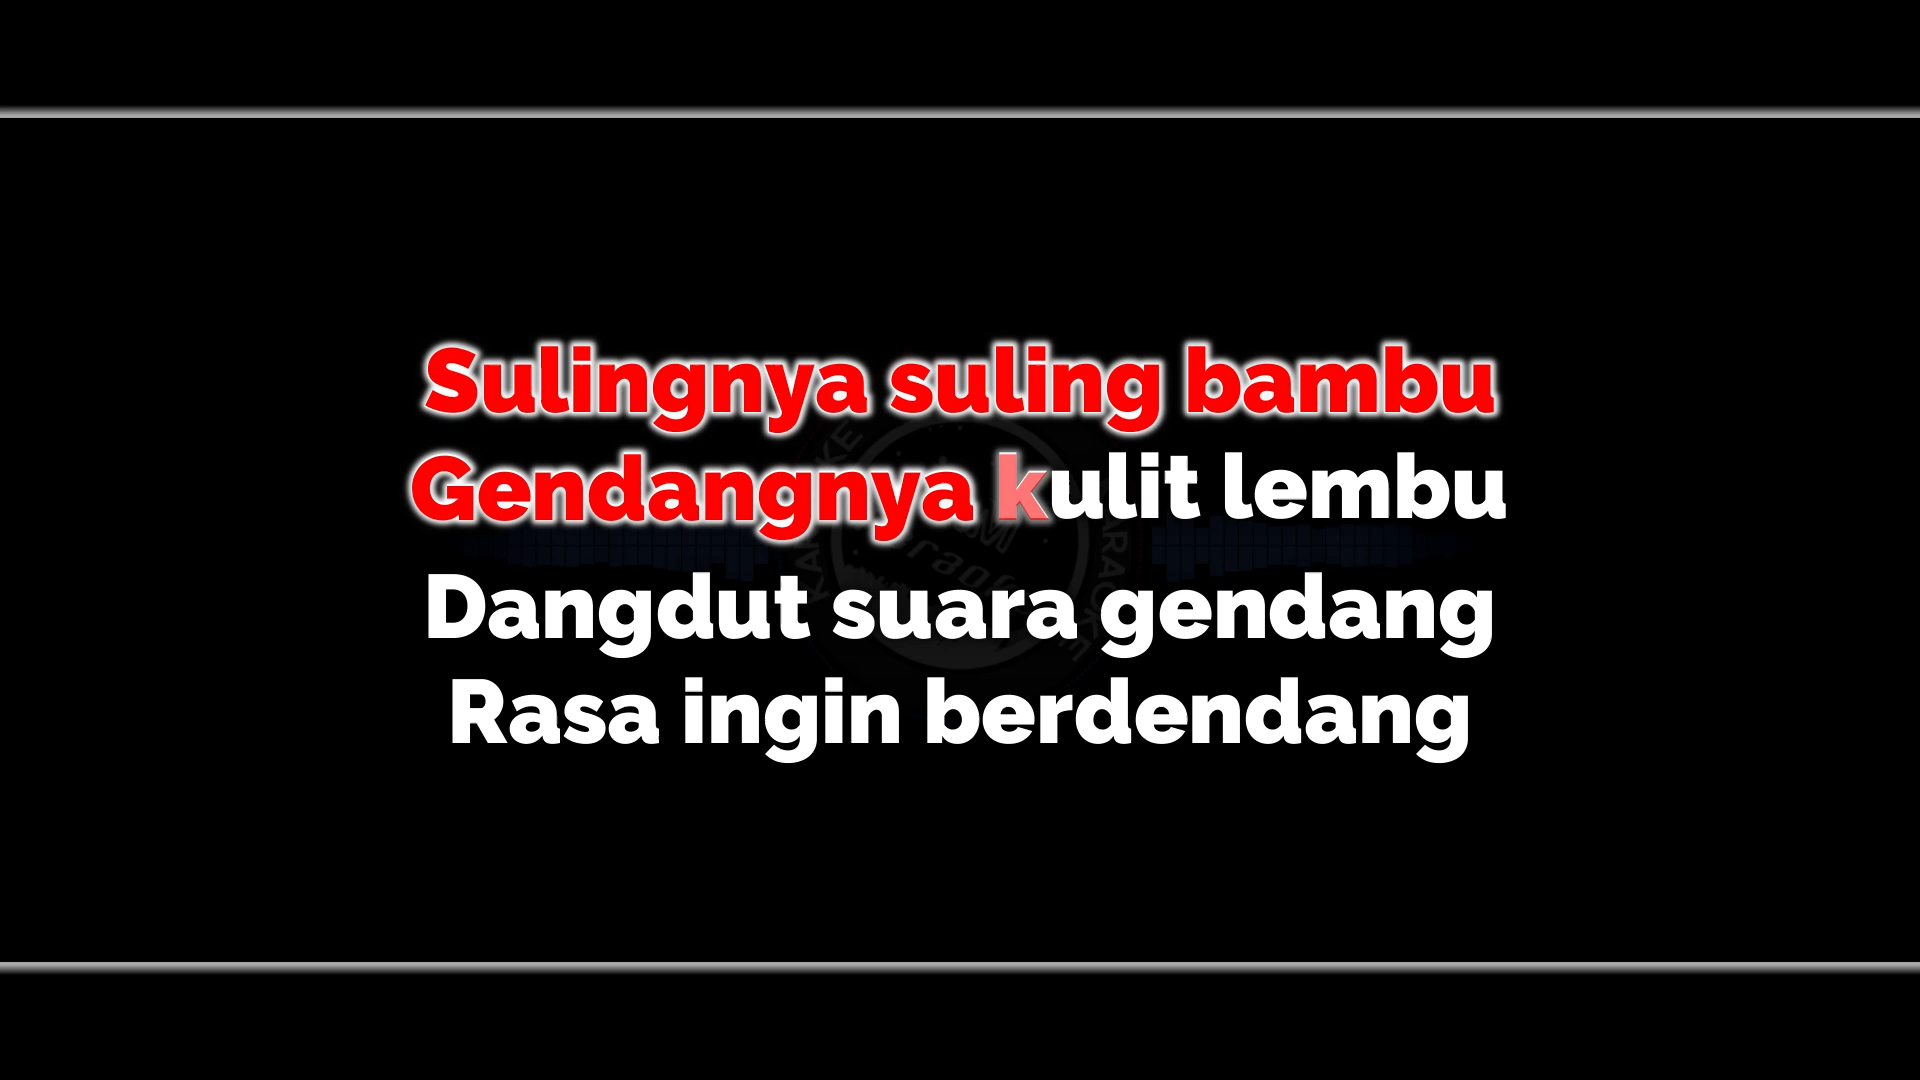 Sulingnya suling bambu
Gendangnya kulit lembu
Dangdut suara gendang
Rasa ingin berdendang